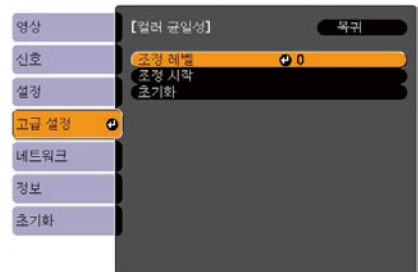 영상
신호
설정
고급 설정
네트워크
정보
초기화
[컬러 균일성] 복귀
조정 레벨 0
조정 시작
초기화